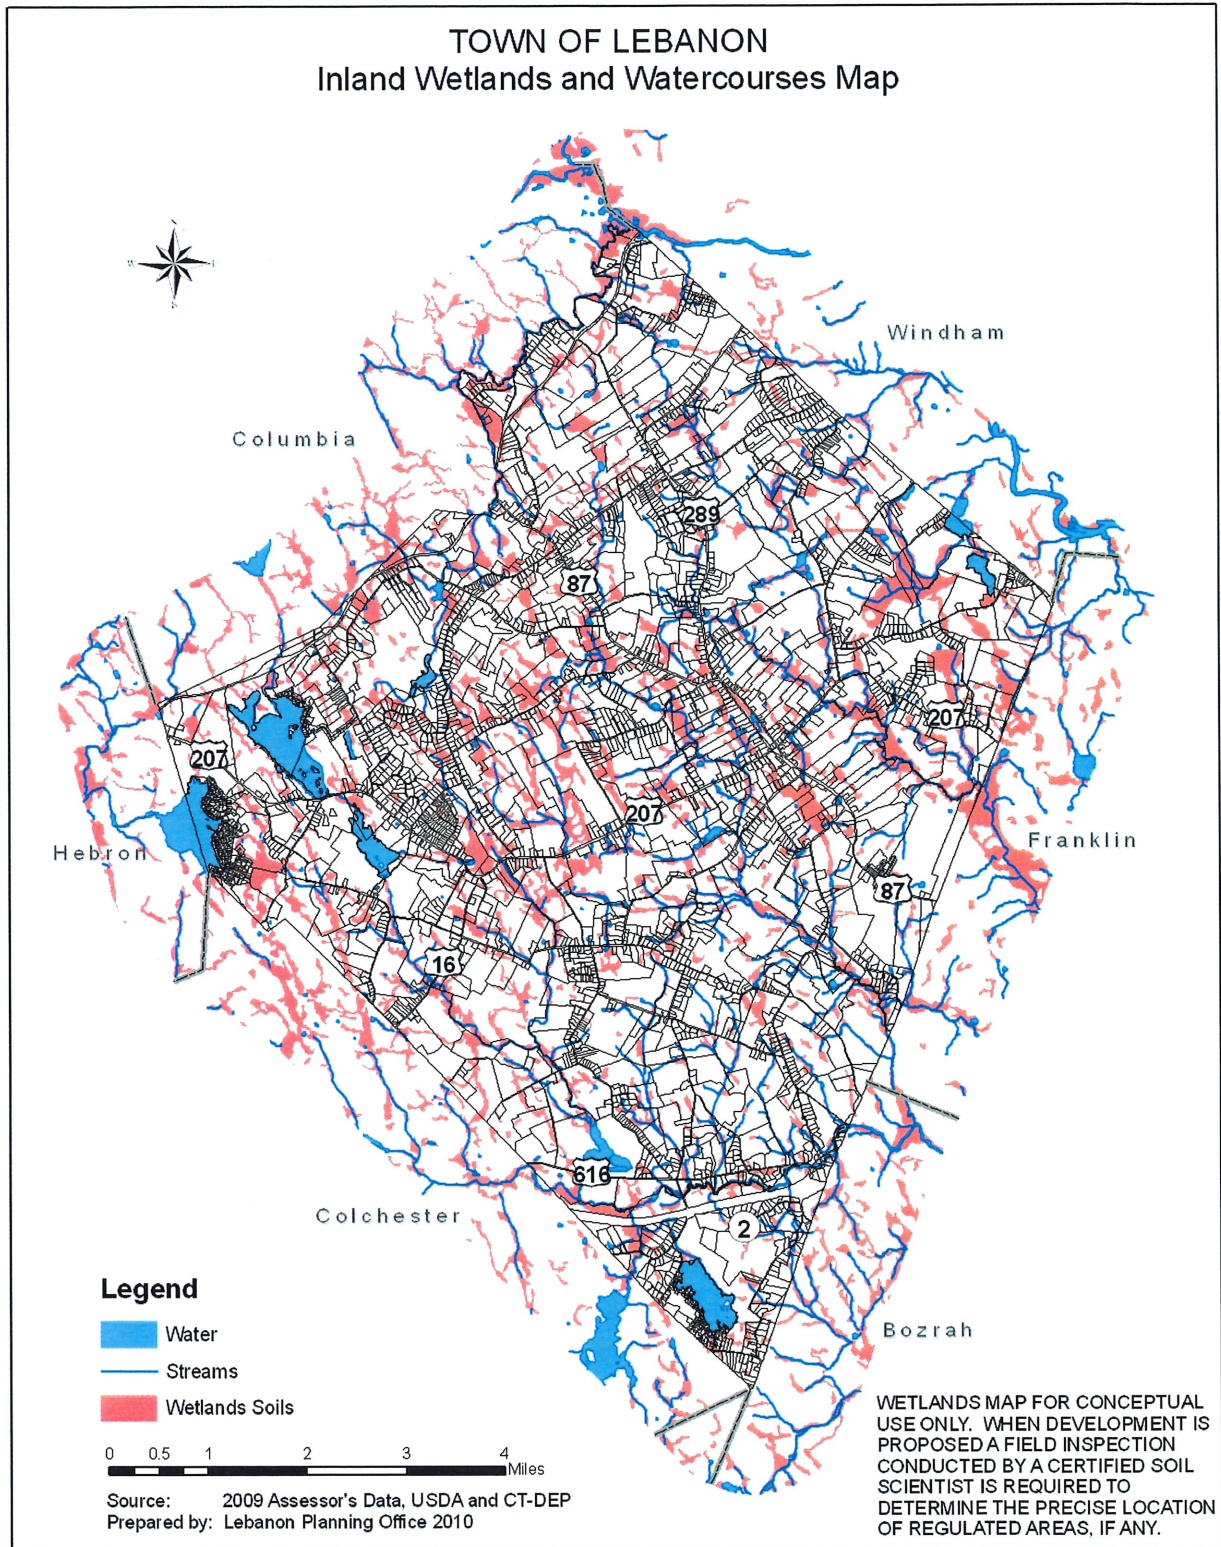 TOWN OF LEBANON
Inland Wetlands and Watercourses Map
W
Windham
Columbia
289
87
207
207
207
Hebron
Franklin
87
16
616
Colchester
2
Bozrah
Legend
Water
Streams
Wetlands Soils
0 0.5 1 2 3 4
Miles
Source: 2009 Assessor's Data, USDA and CT-DEP
Prepared by: Lebanon Planning Office 2010
WETLANDS MAP FOR CONCEPTUAL
USE ONLY. WHEN DEVELOPMENT IS
PROPOSED A FIELD INSPECTION
CONDUCTED BY A CERTIFIED SOIL
SCIENTIST IS REQUIRED TO
DETERMINE THE PRECISE LOCATION
OF REGULATED AREAS, IF ANY.